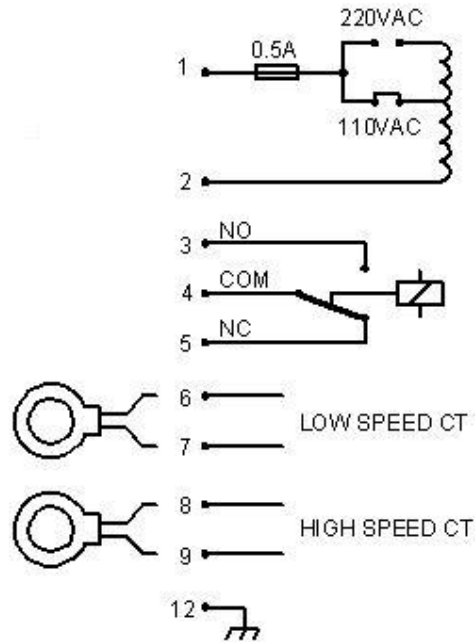 220VAC
0.5A
1
110VAC
2
3 NO
4 COM
5 NC
6
LOW SPEED CT
7
8
HIGH SPEED CT
9
12